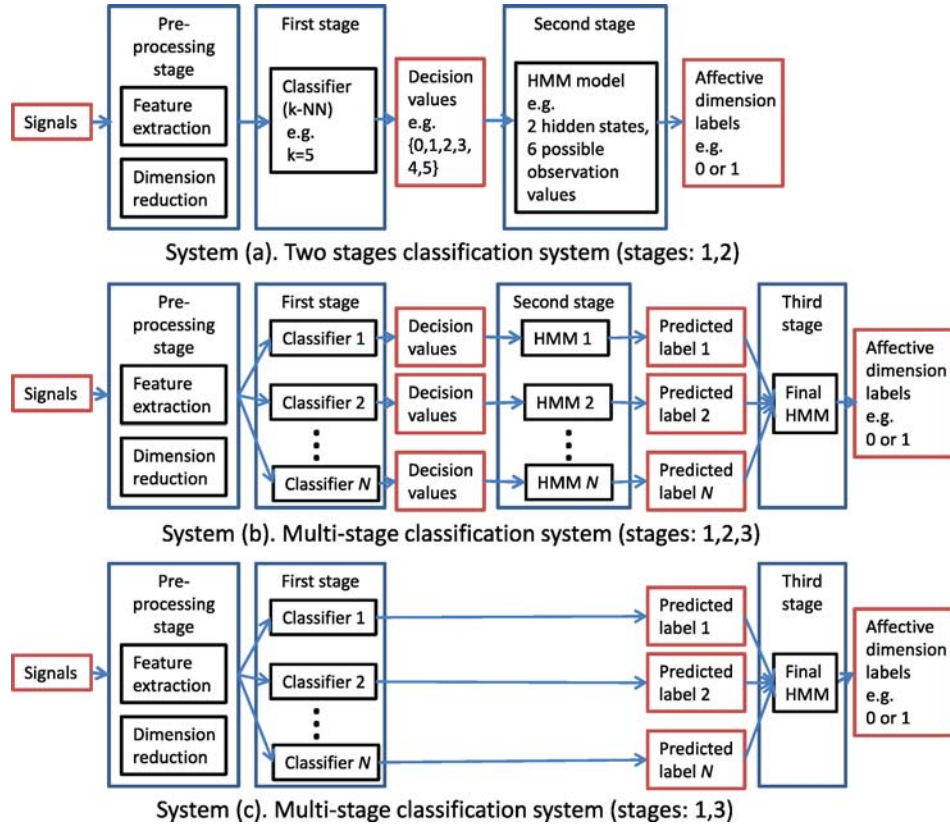 Signals
Pre-
processing
stage
Feature
extraction
Dimension
reduction
First stage
Classifier
(k-NN)
e.g.
k=5
Decision
values
e.g.
{0,1,2,3,
4,5}
Second stage
HMM model
e.g.
2 hidden states,
6 possible
observation
values
Affective
dimension
labels
e.g.
0 or 1
System (a). Two stages classification system (stages: 1,2)
Signals
Pre-
processing
stage
Feature
extraction
Dimension
reduction
First stage
Classifier 1
Classifier 2
Classifier N
Decision
values
Decision
values
Decision
values
Second stage
HMM 1
HMM 2
HMM N
Predicted
label 1
Predicted
label 2
Predicted
label N
Third
stage
Final
HMM
Affective
dimension
labels
e.g.
0 or 1
System (b). Multi-stage classification system (stages: 1,2,3)
Signals
Pre-
processing
stage
Feature
extraction
Dimension
reduction
First stage
Classifier 1
Classifier 2
Classifier N
Predicted
label 1
Predicted
label 2
Predicted
label N
Third
stage
Final
HMM
Affective
dimension
labels
e.g.
0 or 1
System (c). Multi-stage classification system (stages: 1,3)